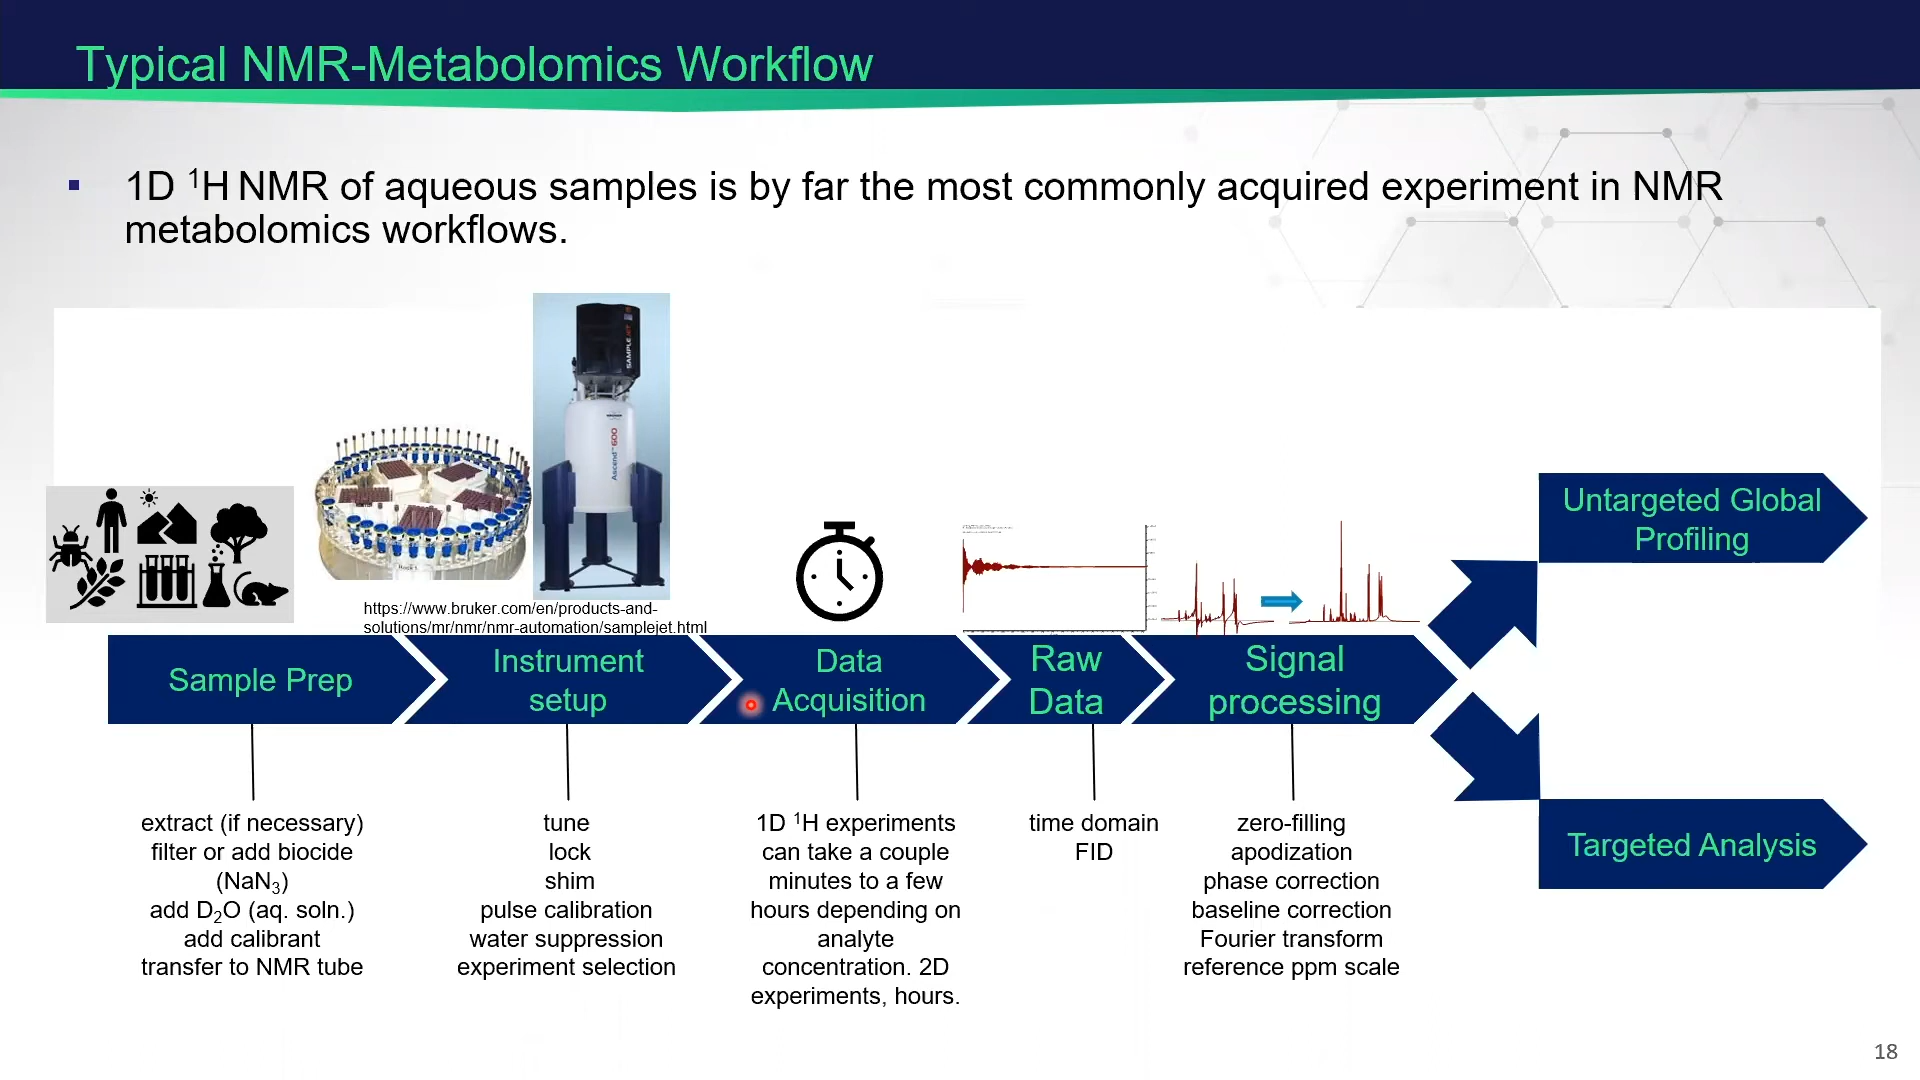 Typical NMR-Metabolomics Workflow
▪ 1D ¹H NMR of aqueous samples is by far the most commonly acquired experiment in NMR
metabolomics workflows.
SAMPLE JET
Ascend™ 600
https://www.bruker.com/en/products-and-
solutions/mr/nmr/nmr-automation/samplejet.html
Sample Prep
Instrument
setup
Data
Acquisition
Raw
Data
Signal
processing
Untargeted Global
Profiling
Targeted Analysis
extract (if necessary)
filter or add biocide
(NaN₃)
add D₂O (aq. soln.)
add calibrant
transfer to NMR tube
tune
lock
shim
pulse calibration
water suppression
experiment selection
1D ¹H experiments
can take a couple
minutes to a few
hours depending on
analyte
concentration. 2D
experiments, hours.
time domain
FID
zero-filling
apodization
phase correction
baseline correction
Fourier transform
reference ppm scale
18